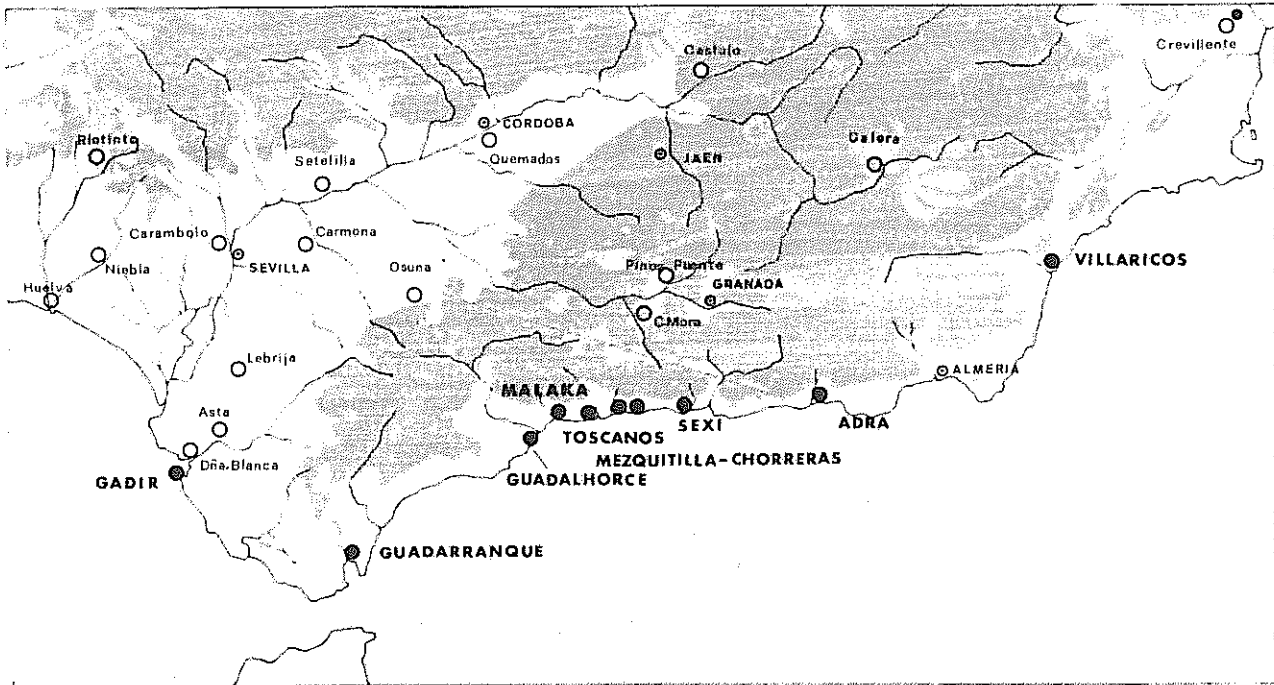 Crevillente
Castulo
CORDOBA
Quemados
Riotinto
Setelilla
JAEN
Galera
Carambolo
Carmona
SEVILLA
Niebla
Huelva
Osuna
Pinos Puente
GRANADA
C.Mora
VILLARICOS
Lebrija
ALMERIA
MALAKA
Asta
SEXI
ADRA
TOSCANOS
Dña.Blanca
MEZQUITILLA-CHORRERAS
GADIR
GUADALHORCE
GUADARRANQUE